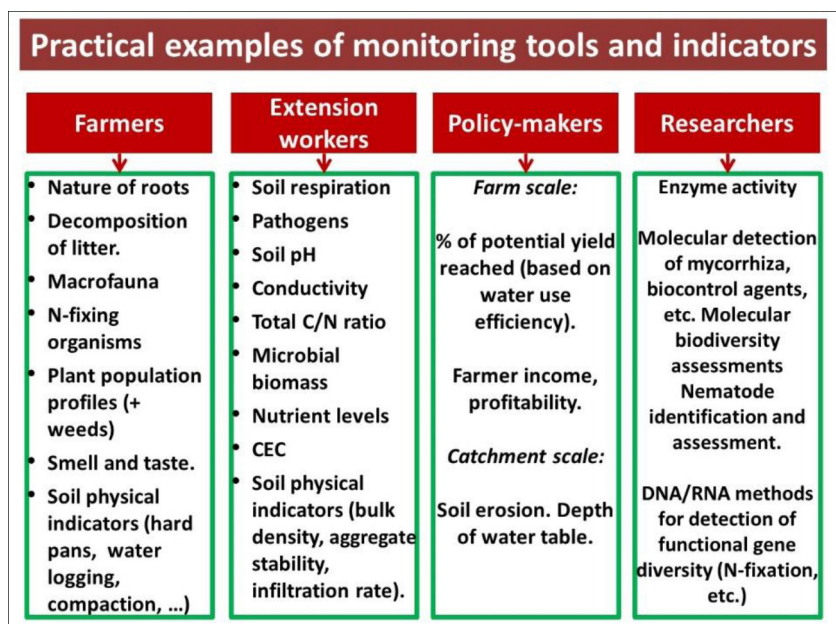 Practical examples of monitoring tools and indicators
Farmers
• Nature of roots
• Decomposition
of litter.
• Macrofauna
• N-fixing
organisms
• Plant population
profiles (+
weeds)
• Smell and taste.
• Soil physical
indicators (hard
pans, water
logging,
compaction, ...)
Extension
workers
• Soil respiration
• Pathogens
• Soil pH
• Conductivity
• Total C/N ratio
• Microbial
biomass
• Nutrient levels
• CEC
• Soil physical
indicators (bulk
density, aggregate
stability,
infiltration rate).
Policy-makers
Farm scale:
% of potential yield
reached (based on
water use
efficiency).
Farmer income,
profitability.
Catchment scale:
Soil erosion. Depth
of water table.
Researchers
Enzyme activity
Molecular detection
of mycorrhiza,
biocontrol agents,
etc. Molecular
biodiversity
assessments
Nematode
identification and
assessment.
DNA/RNA methods
for detection of
functional gene
diversity (N-fixation,
etc.)